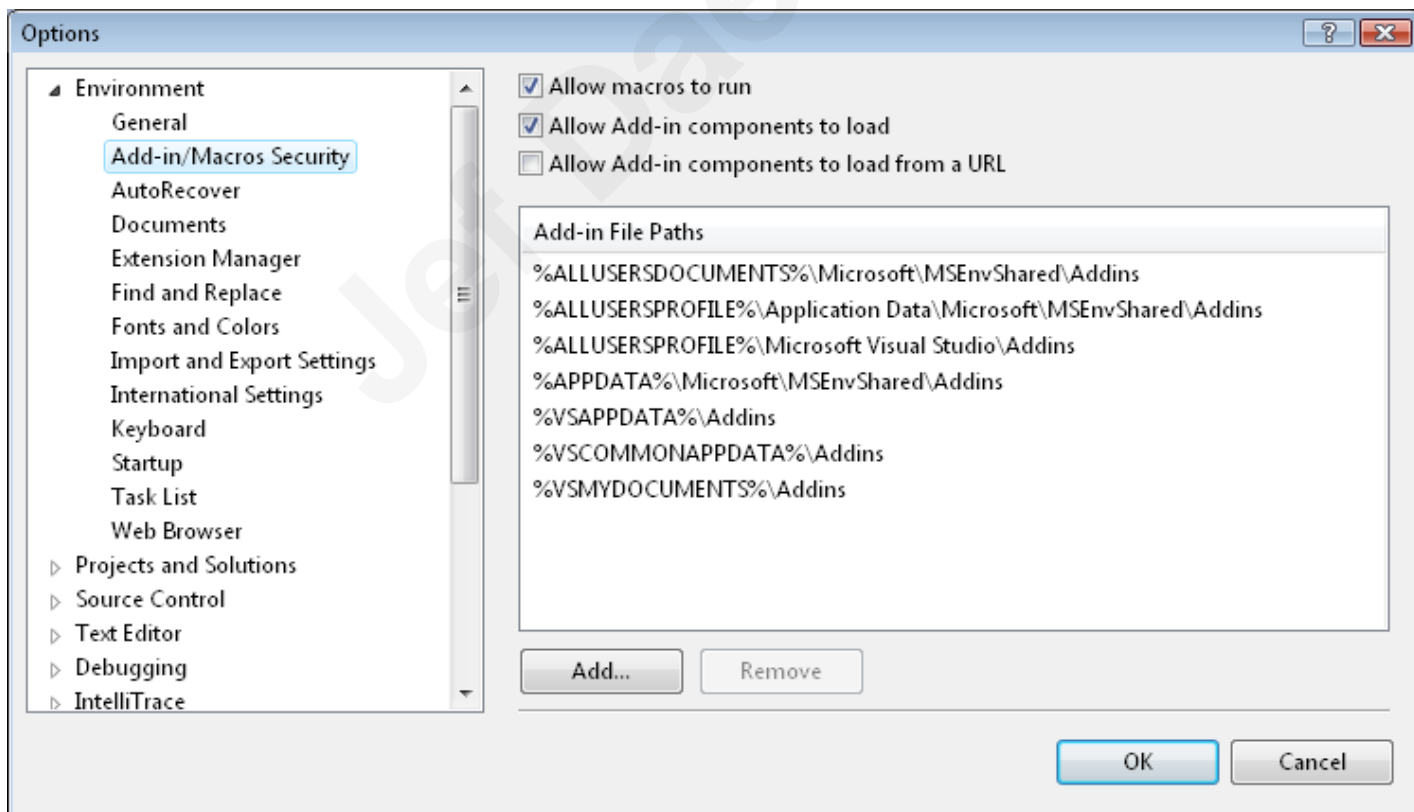 Options
Environment
General
Add-in/Macros Security
AutoRecover
Documents
Extension Manager
Find and Replace
Fonts and Colors
Import and Export Settings
International Settings
Keyboard
Startup
Task List
Web Browser
Projects and Solutions
Source Control
Text Editor
Debugging
IntelliTrace
Allow macros to run
Allow Add-in components to load
Allow Add-in components to load from a URL
Add-in File Paths
%ALLUSERSDOCUMENTS%\Microsoft\MSEnvShared\Addins
%ALLUSERSPROFILE%\Application Data\Microsoft\MSEnvShared\Addins
%ALLUSERSPROFILE%\Microsoft Visual Studio\Addins
%APPDATA%\Microsoft\MSEnvShared\Addins
%VSAPPDATA%\Addins
%VSCOMMONAPPDATA%\Addins
%VSMYDOCUMENTS%\Addins
Add...
Remove
OK
Cancel
Jef